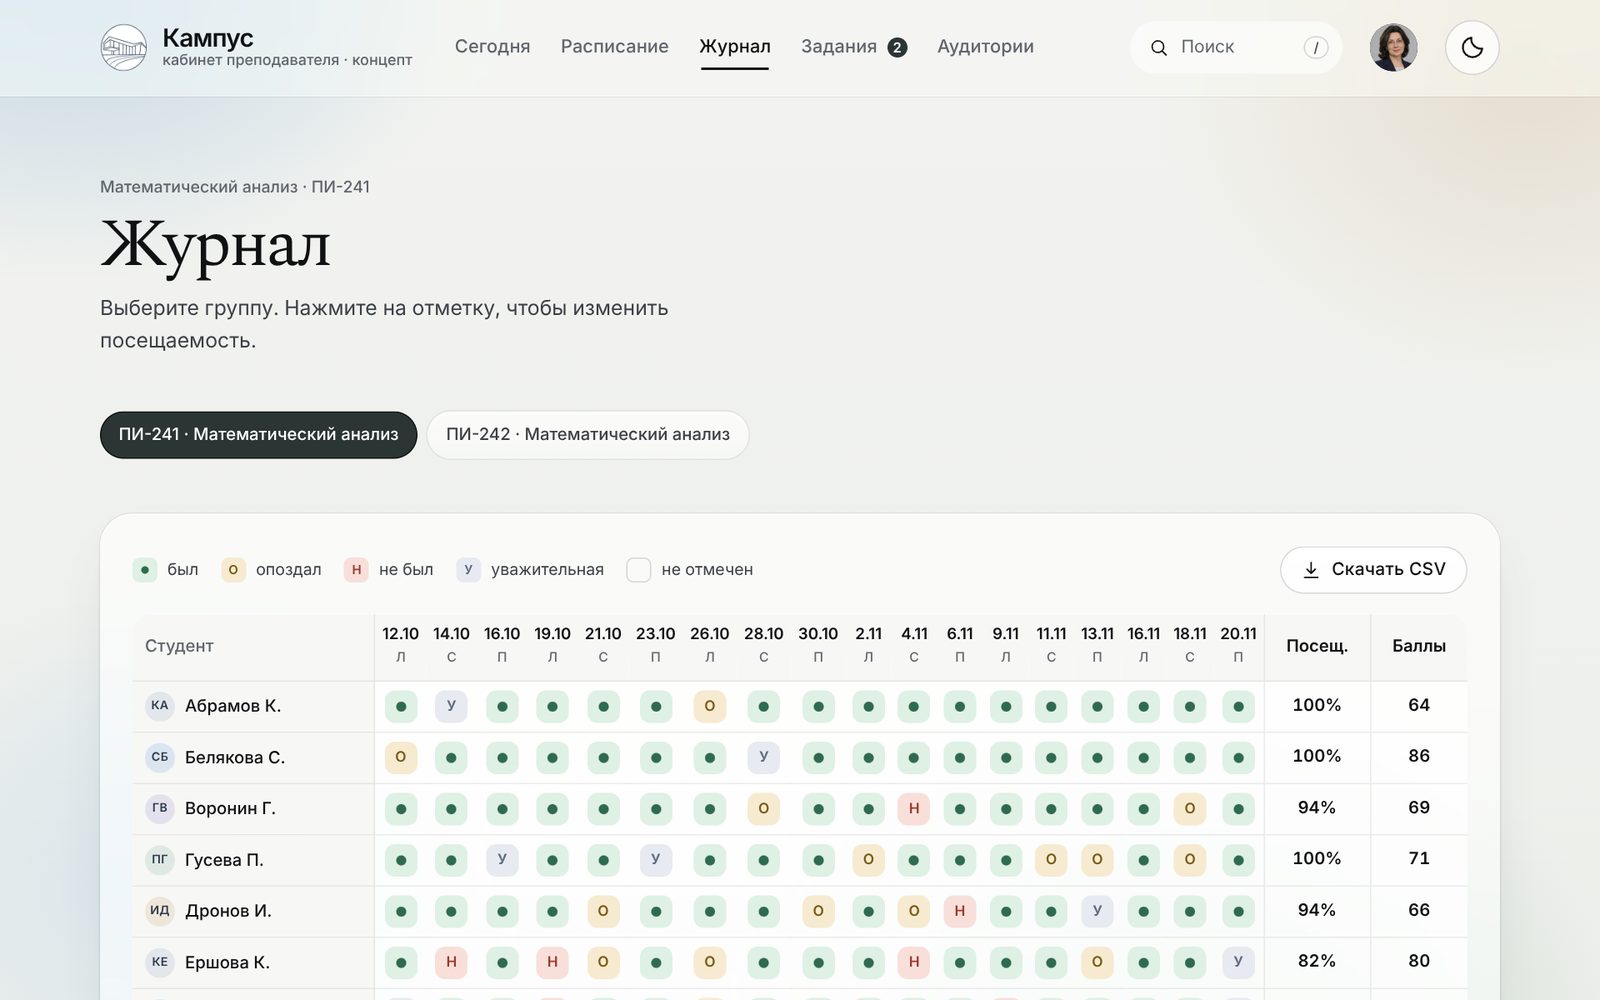 Кампус
кабинет преподавателя · концепт
Сегодня Расписание Журнал Задания 2 Аудитории
Поиск /
Математический анализ · ПИ-241
Журнал
Выберите группу. Нажмите на отметку, чтобы изменить
посещаемость.
ПИ-241 · Математический анализ ПИ-242 · Математический анализ
был О опоздал Н не был У уважительная не отмечен Скачать CSV
Студент 12.10 14.10 16.10 19.10 21.10 23.10 26.10 28.10 30.10 2.11 4.11 6.11 9.11 11.11 13.11 16.11 18.11 20.11 Посещ. Баллы
Л С П Л С П Л С П Л С П Л С П Л С П
КА Абрамов К. У О 100% 64
СБ Белякова С. О У 100% 86
ГВ Воронин Г. О Н О 94% 69
ПГ Гусева П. У У О О О О 100% 71
ИД Дронов И. О О О Н У 94% 66
КЕ Ершова К. Н Н О О Н О У 82% 80